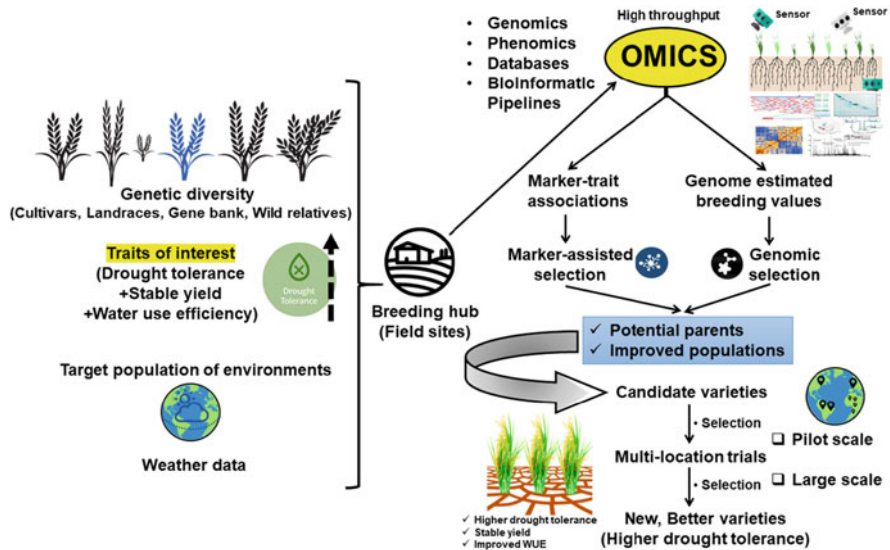 Genetic diversity
(Cultivars, Landraces, Gene bank, Wild relatives)
Traits of interest
(Drought tolerance
+Stable yield
+Water use efficiency)
Drought
Tolerance
Target population of environments
Weather data
Breeding hub
(Field sites)
• Genomics
• Phenomics
• Databases
• Bioinformatic
Pipelines
High throughput
OMICS
Sensor
Sensor
Marker-trait
associations
Genome estimated
breeding values
Marker-assisted
selection
Genomic
selection
✓ Potential parents
✓ Improved populations
Candidate varieties
• Selection
❑ Pilot scale
Multi-location trials
• Selection
❑ Large scale
New, Better varieties
(Higher drought tolerance)
✓ Higher drought tolerance
✓ Stable yield
✓ Improved WUE